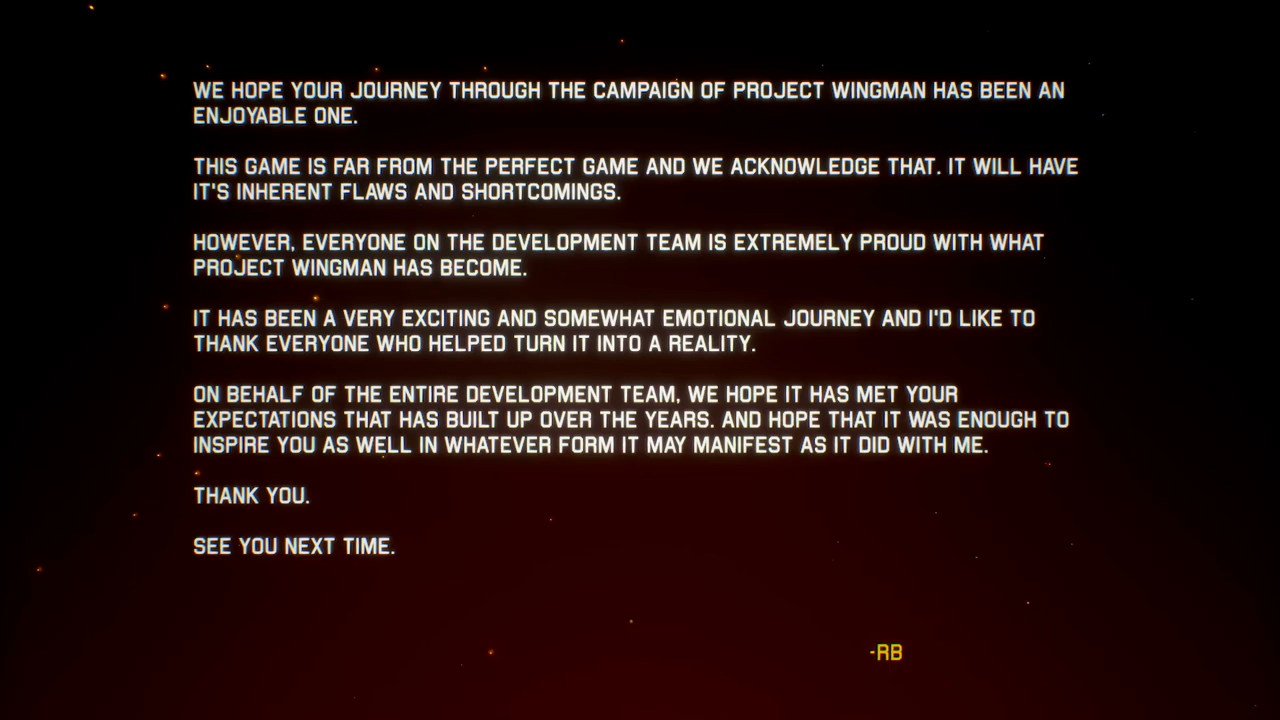 WE HOPE YOUR JOURNEY THROUGH THE CAMPAIGN OF PROJECT WINGMAN HAS BEEN AN
ENJOYABLE ONE.
THIS GAME IS FAR FROM THE PERFECT GAME AND WE ACKNOWLEDGE THAT. IT WILL HAVE
IT'S INHERENT FLAWS AND SHORTCOMINGS.
HOWEVER, EVERYONE ON THE DEVELOPMENT TEAM IS EXTREMELY PROUD WITH WHAT
PROJECT WINGMAN HAS BECOME.
IT HAS BEEN A VERY EXCITING AND SOMEWHAT EMOTIONAL JOURNEY AND I'D LIKE TO
THANK EVERYONE WHO HELPED TURN IT INTO A REALITY.
ON BEHALF OF THE ENTIRE DEVELOPMENT TEAM, WE HOPE IT HAS MET YOUR
EXPECTATIONS THAT HAS BUILT UP OVER THE YEARS. AND HOPE THAT IT WAS ENOUGH TO
INSPIRE YOU AS WELL IN WHATEVER FORM IT MAY MANIFEST AS IT DID WITH ME.
THANK YOU.
SEE YOU NEXT TIME.
-RB